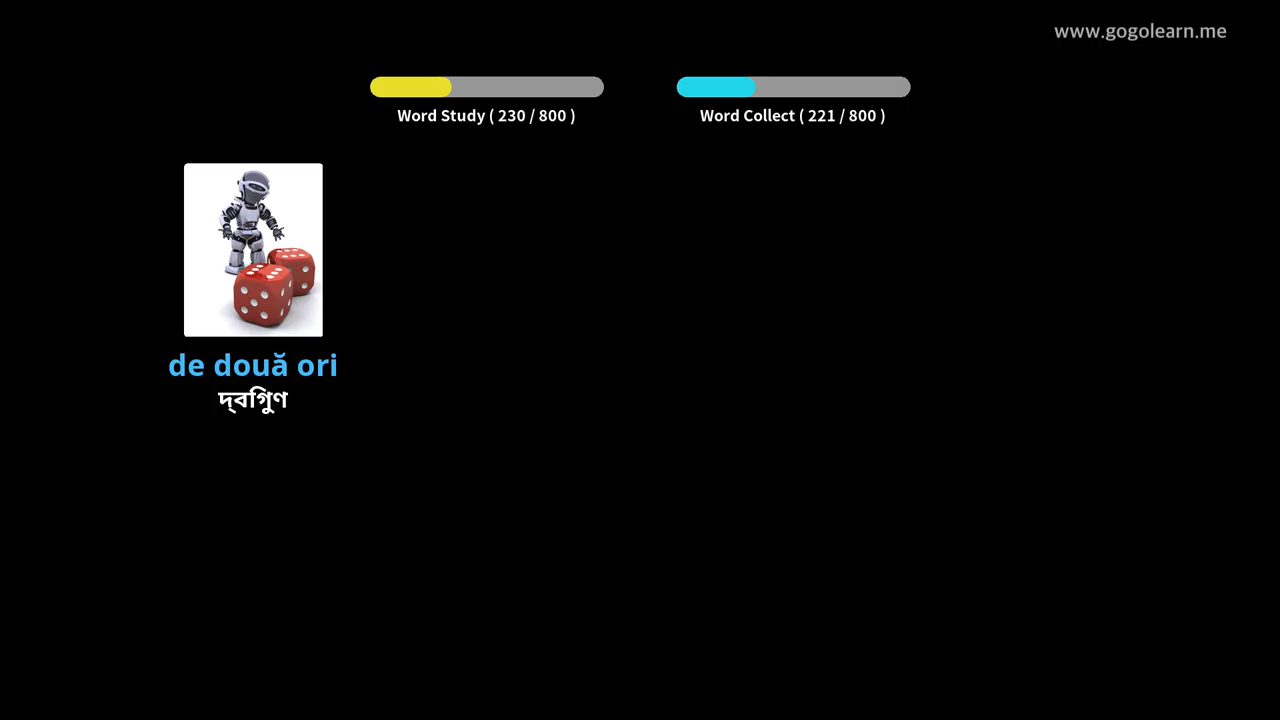 www.gogolearn.me
Word Study ( 230 / 800 )
Word Collect ( 221 / 800 )
de două ori
দ্বিগুণ